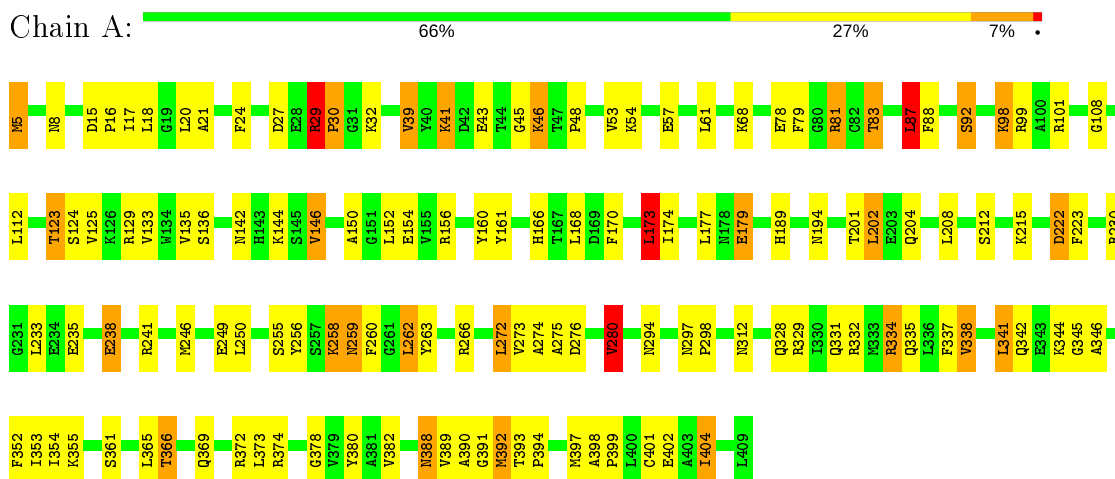 Chain A:
66% 27% 7% •
M5 N8 D15 P16 I17 L18 G19 L20 A21 F24 D27 E28 R29 P30 G31 K32 V39 Y40 K41 D42 E43 T44 G45 K46 T47 P48 V53 K54 E57 L61 K68 E78 F79 G80 R81 C82 T83 L87 F88 S92 K98 R99 A100 R101 G108
L112 T123 S124 V125 K126 R129 V133 W134 V135 S136 N142 H143 K144 S145 V146 A150 G151 L152 E154 V155 R156 Y160 Y161 H166 T167 L168 D169 F170 L173 I174 L177 N178 E179 H189 N194 T201 L202 E203 Q204 L208 S212 K215 D222 F223
G231 L233 E234 E235 E238 R241 M246 E249 L250 S255 Y256 S257 K258 N259 F260 G261 L262 Y263 R266 L272 V273 A274 A275 D276 V280 N294 N297 P298 N312 Q328 R329 I330 Q331 R332 M333 R334 Q335 L336 F337 V338 L341 Q342 E343 K344 G345 A346
F352 I353 I354 K355 S361 L365 T366 Q369 R372 L373 R374 G378 V379 Y380 A381 V382 N388 V389 A390 G391 M392 T393 P394 M397 A398 P399 L400 C401 E402 A403 I404 L409